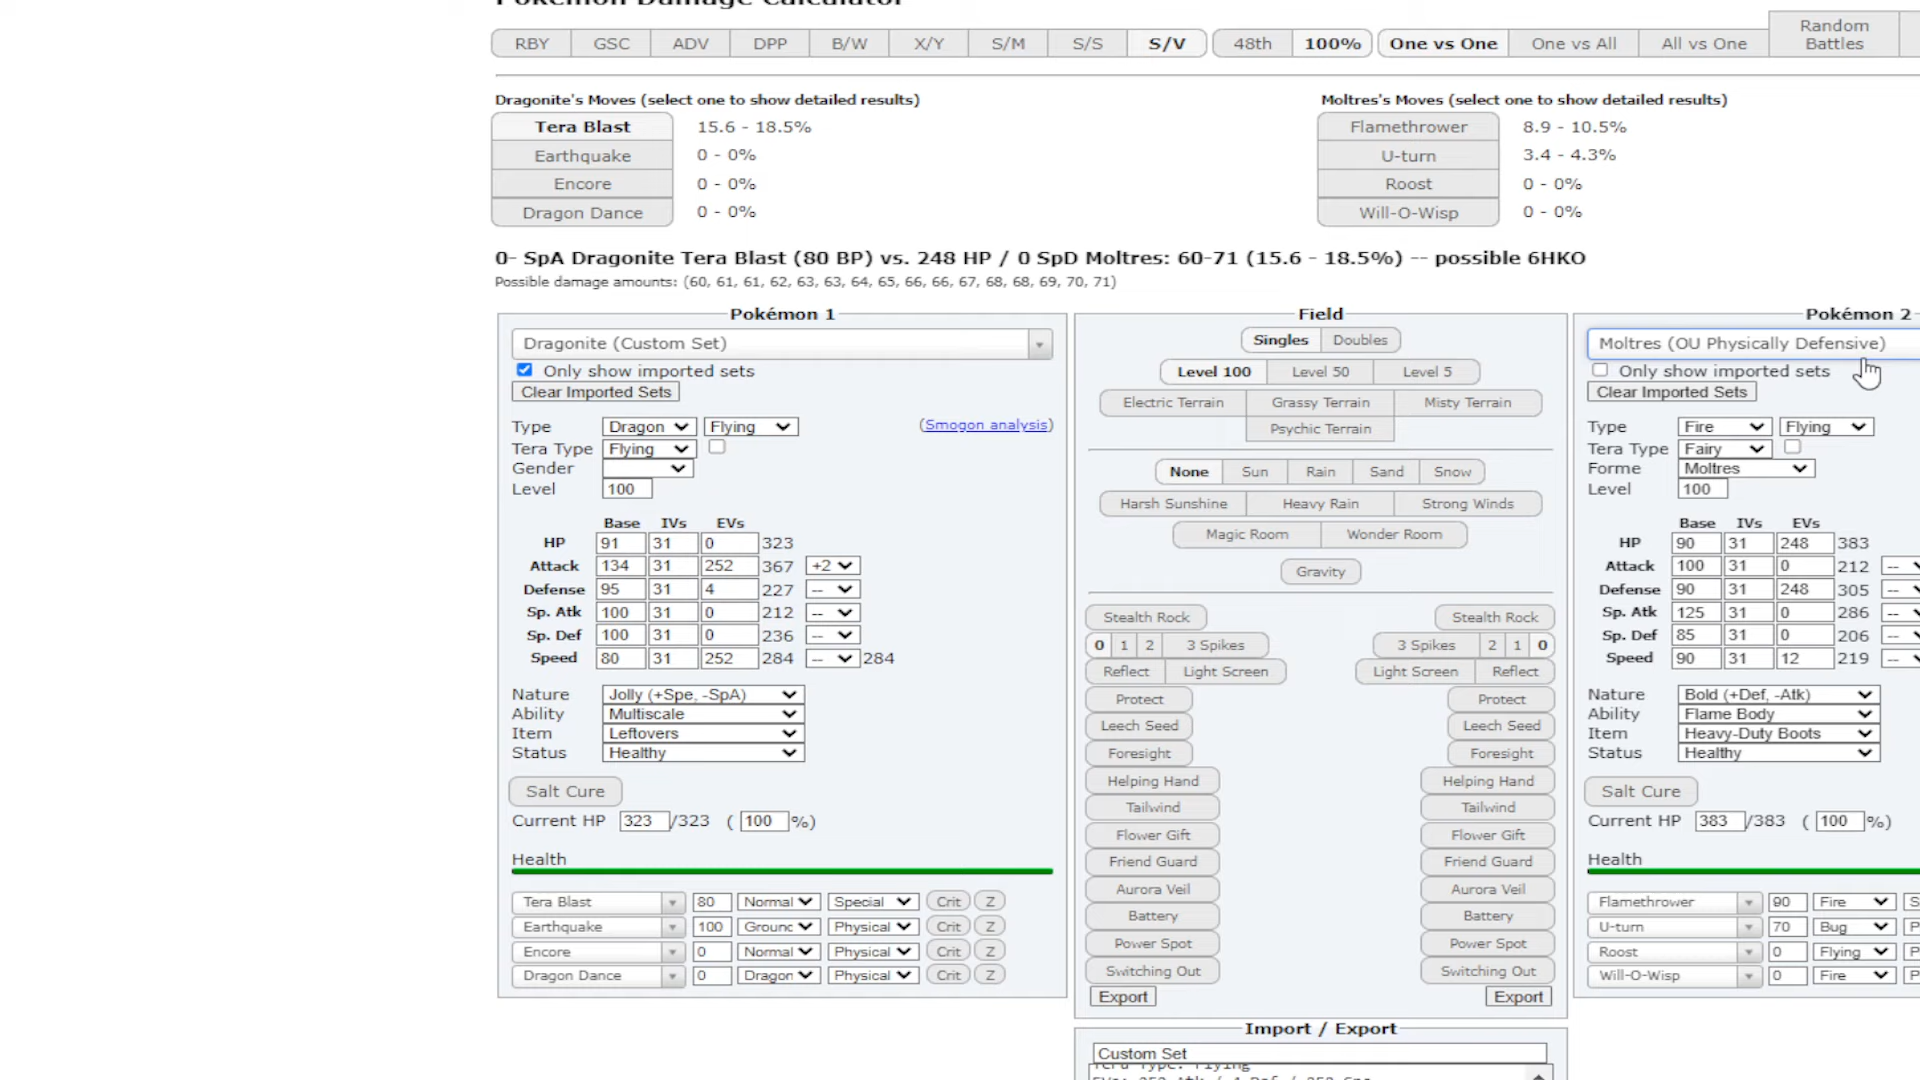 Pokémon Damage Calculator
RBY GSC ADV DPP B/W X/Y S/M S/S S/V 48th 100% One vs One One vs All All vs One Random Battles
Dragonite's Moves (select one to show detailed results)
Tera Blast 15.6 - 18.5%
Earthquake 0 - 0%
Encore 0 - 0%
Dragon Dance 0 - 0%
Moltres's Moves (select one to show detailed results)
Flamethrower 8.9 - 10.5%
U-turn 3.4 - 4.3%
Roost 0 - 0%
Will-O-Wisp 0 - 0%
0- SpA Dragonite Tera Blast (80 BP) vs. 248 HP / 0 SpD Moltres: 60-71 (15.6 - 18.5%) -- possible 6HKO
Possible damage amounts: (60, 61, 61, 62, 63, 63, 64, 65, 66, 66, 67, 68, 68, 69, 70, 71)
Pokémon 1
Dragonite (Custom Set)
Only show imported sets
Clear Imported Sets
Type Dragon Flying (Smogon analysis)
Tera Type Flying
Gender
Level 100
Base IVs EVs
HP 91 31 0 323
Attack 134 31 252 367 +2
Defense 95 31 4 227 --
Sp. Atk 100 31 0 212 --
Sp. Def 100 31 0 236 --
Speed 80 31 252 284 -- 284
Nature Jolly (+Spe, -SpA)
Ability Multiscale
Item Leftovers
Status Healthy
Salt Cure
Current HP 323 /323 ( 100 %)
Health
Tera Blast 80 Normal Special Crit Z
Earthquake 100 Grounc Physical Crit Z
Encore 0 Normal Physical Crit Z
Dragon Dance 0 Dragon Physical Crit Z
Field
Singles Doubles
Level 100 Level 50 Level 5
Electric Terrain Grassy Terrain Misty Terrain
Psychic Terrain
None Sun Rain Sand Snow
Harsh Sunshine Heavy Rain Strong Winds
Magic Room Wonder Room
Gravity
Stealth Rock Stealth Rock
0 1 2 3 Spikes 3 Spikes 2 1 0
Reflect Light Screen Light Screen Reflect
Protect Protect
Leech Seed Leech Seed
Foresight Foresight
Helping Hand Helping Hand
Tailwind Tailwind
Flower Gift Flower Gift
Friend Guard Friend Guard
Aurora Veil Aurora Veil
Battery Battery
Power Spot Power Spot
Switching Out Switching Out
Export Export
Import / Export
Custom Set
Tera Type: Flying
EVs: 252 Atk / 4 Def / 252 Spe
Pokémon 2
Moltres (OU Physically Defensive)
Only show imported sets
Clear Imported Sets
Type Fire Flying
Tera Type Fairy
Forme Moltres
Level 100
Base IVs EVs
HP 90 31 248 383
Attack 100 31 0 212 --
Defense 90 31 248 305 --
Sp. Atk 125 31 0 286 --
Sp. Def 85 31 0 206 --
Speed 90 31 12 219 --
Nature Bold (+Def, -Atk)
Ability Flame Body
Item Heavy-Duty Boots
Status Healthy
Salt Cure
Current HP 383 /383 ( 100 %)
Health
Flamethrower 90 Fire S
U-turn 70 Bug P
Roost 0 Flying P
Will-O-Wisp 0 Fire P